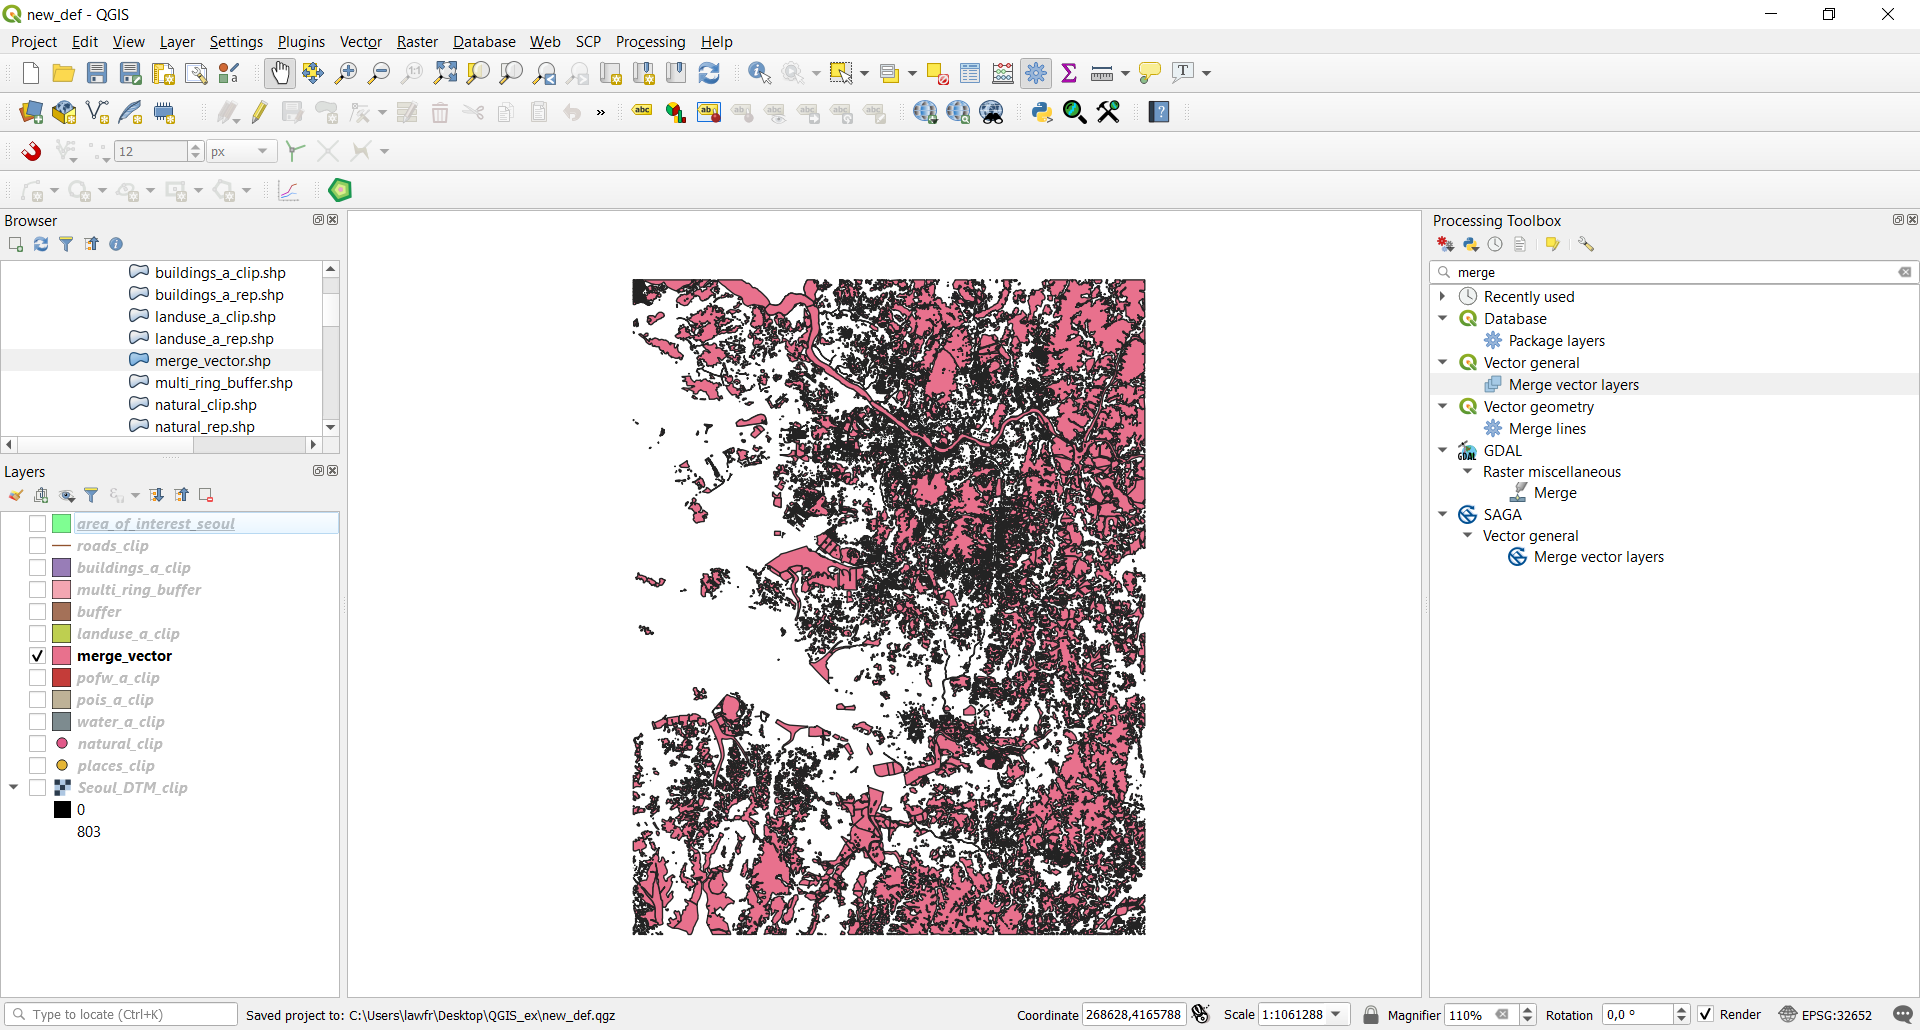 new_def - QGIS
Project Edit View Layer Settings Plugins Vector Raster Database Web SCP Processing Help
12 px
Browser
buildings_a_clip.shp
buildings_a_rep.shp
landuse_a_clip.shp
landuse_a_rep.shp
merge_vector.shp
multi_ring_buffer.shp
natural_clip.shp
natural_rep.shp
Layers
area_of_interest_seoul
roads_clip
buildings_a_clip
multi_ring_buffer
buffer
landuse_a_clip
merge_vector
pofw_a_clip
pois_a_clip
water_a_clip
natural_clip
places_clip
Seoul_DTM_clip
0
803
Processing Toolbox
merge
Recently used
Database
Package layers
Vector general
Merge vector layers
Vector geometry
Merge lines
GDAL
Raster miscellaneous
Merge
SAGA
Vector general
Merge vector layers
Type to locate (Ctrl+K) Saved project to: C:\Users\lawfr\Desktop\QGIS_ex\new_def.qgz Coordinate 268628,4165788 Scale 1:1061288 Magnifier 110% Rotation 0,0 ° Render EPSG:32652